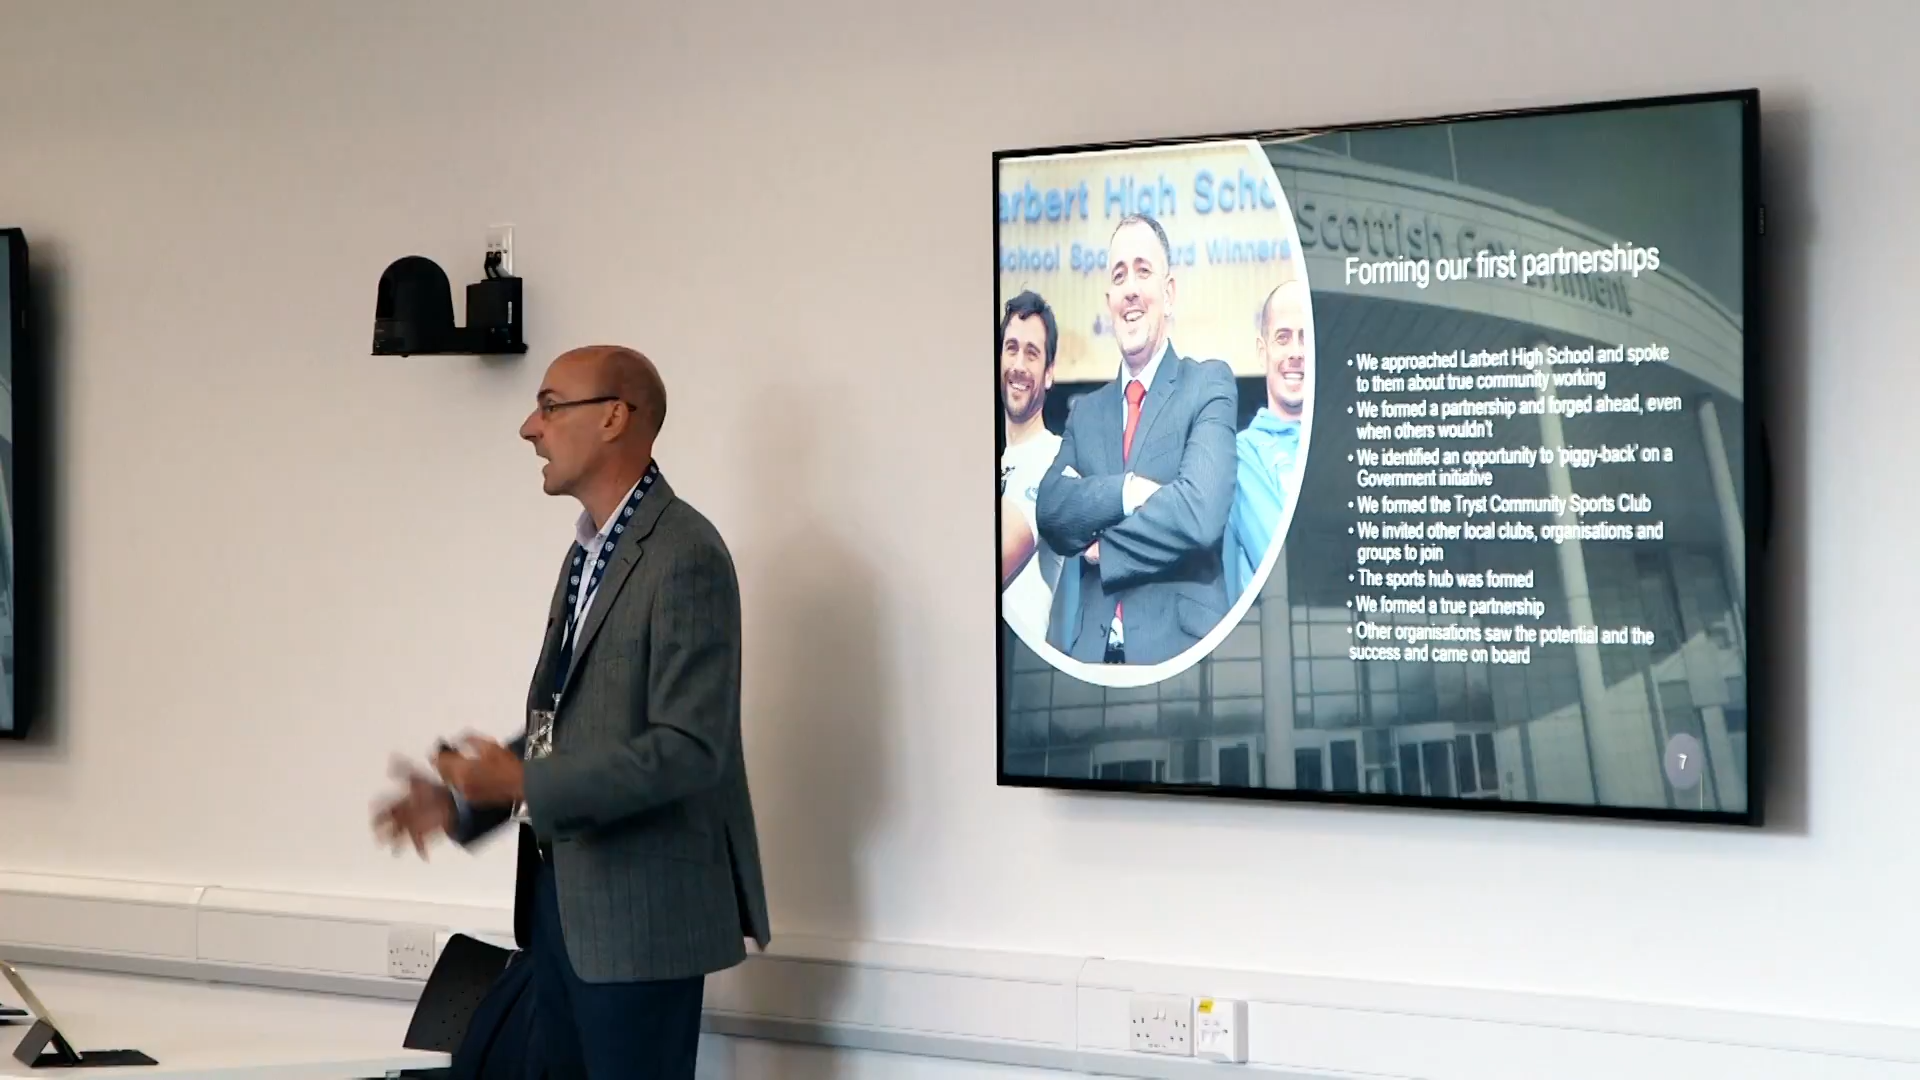 arbert High Scho
chool Spo ard Winners
Scottish Government
Forming our first partnerships
• We approached Larbert High School and spoke
to them about true community working
• We formed a partnership and forged ahead, even
when others wouldn't
• We identified an opportunity to 'piggy-back' on a
Government initiative
• We formed the Tryst Community Sports Club
• We invited other local clubs, organisations and
groups to join
• The sports hub was formed
• We formed a true partnership
• Other organisations saw the potential and the
success and came on board
7